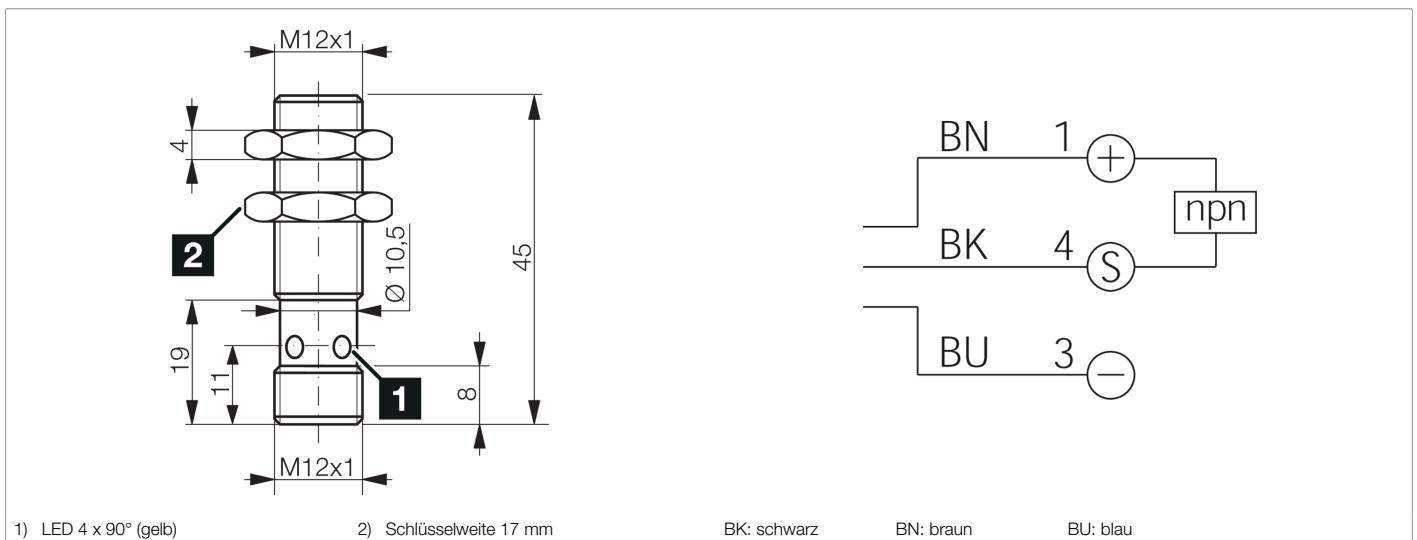 M12x1
4
2
Ø 10,5
45
19
11
8
1
M12x1
BN 1 +
npn
BK 4 S
BU 3 −
1) LED 4 x 90° (gelb) 2) Schlüsselweite 17 mm BK: schwarz BN: braun BU: blau